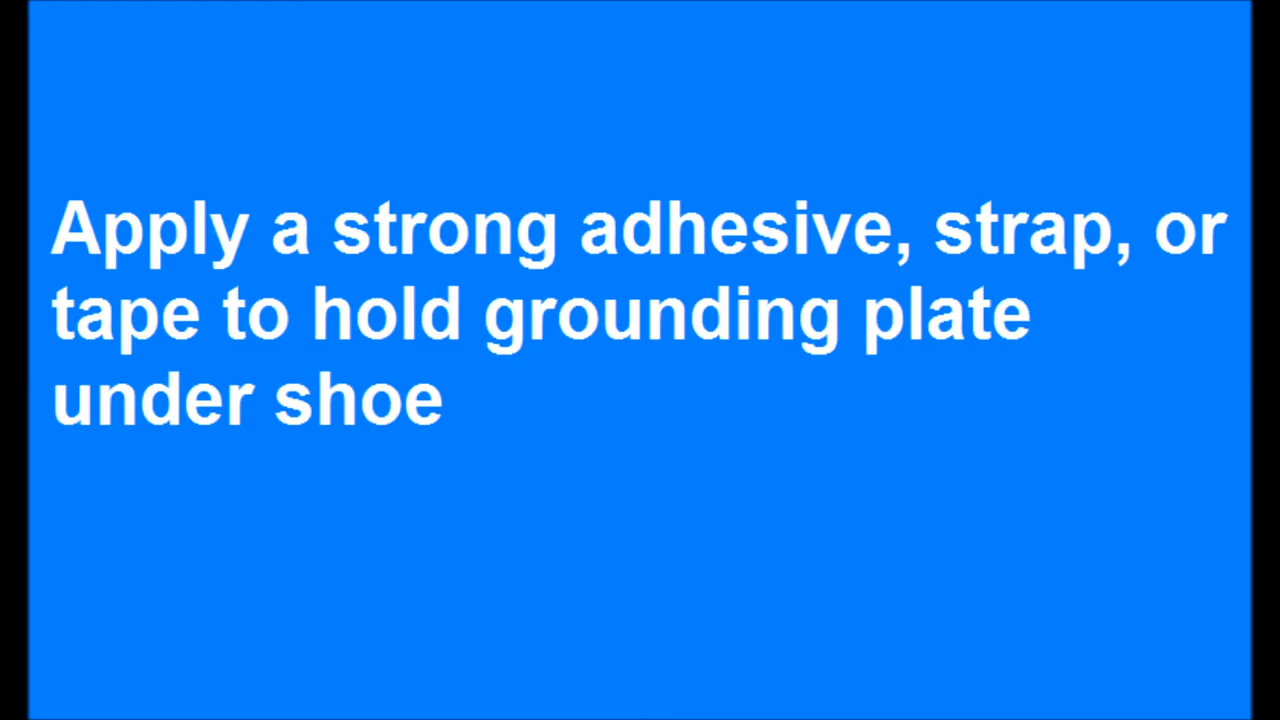 Apply a strong adhesive, strap, or
tape to hold grounding plate
under shoe